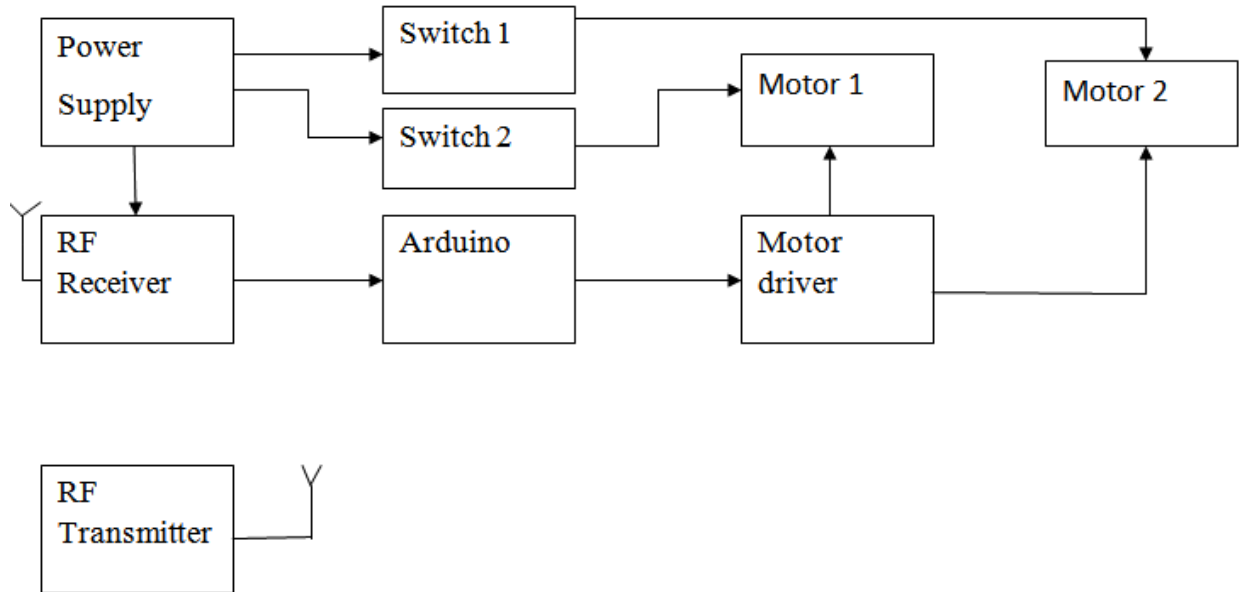 Power
Supply
Switch 1
Switch 2
Motor 1
Motor 2
RF
Receiver
Arduino
Motor
driver
RF
Transmitter